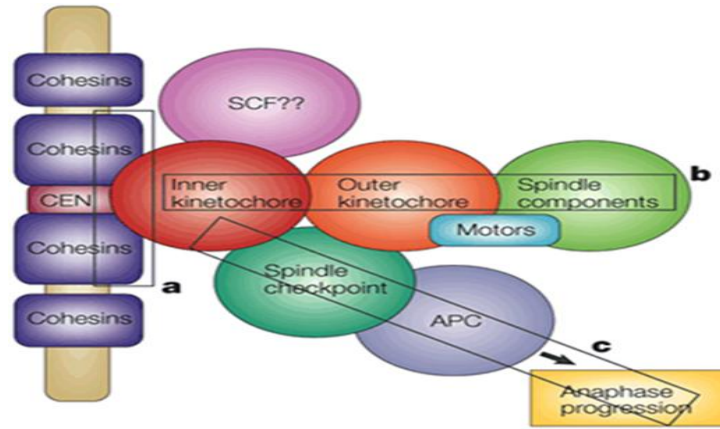 Cohesins
SCF??
Cohesins
CEN
Inner
kinetochore
Outer
kinetochore
Spindle
components
b
Motors
Cohesins
a
Spindle
checkpoint
Cohesins
APC
c
Anaphase
progression